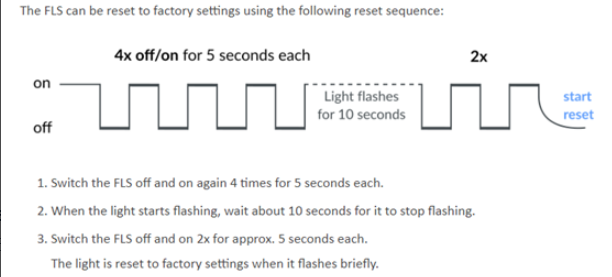 The FLS can be reset to factory settings using the following reset sequence:
4x off/on for 5 seconds each
2x
on
Light flashes
for 10 seconds
start
reset
off
1. Switch the FLS off and on again 4 times for 5 seconds each.
2. When the light starts flashing, wait about 10 seconds for it to stop flashing.
3. Switch the FLS off and on 2x for approx. 5 seconds each.
The light is reset to factory settings when it flashes briefly.